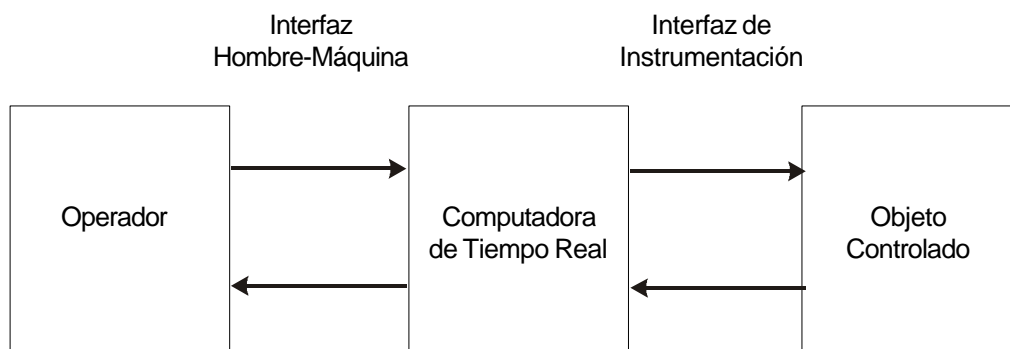 Interfaz
Hombre-Máquina
Interfaz de
Instrumentación
Operador
Computadora
de Tiempo Real
Objeto
Controlado